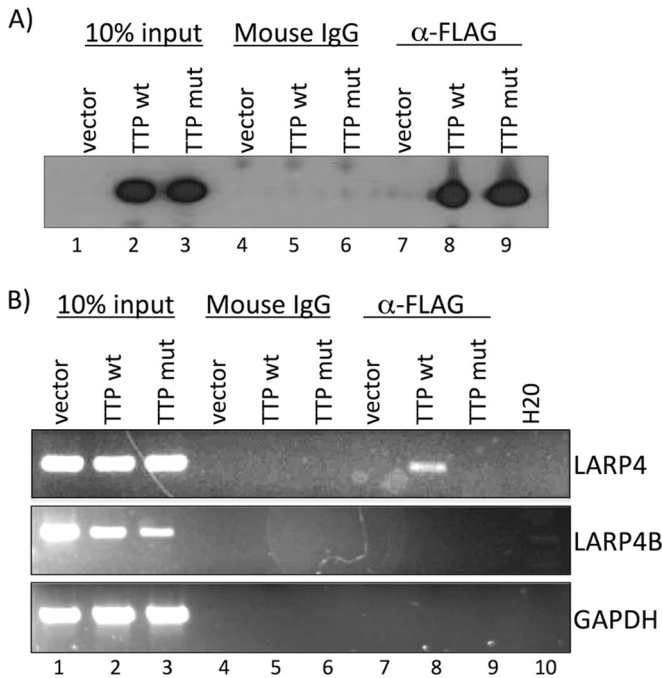 A)
10% input Mouse IgG α-FLAG
vector TTP wt TTP mut vector TTP wt TTP mut vector TTP wt TTP mut
1 2 3 4 5 6 7 8 9
B)
10% input Mouse IgG α-FLAG
vector TTP wt TTP mut vector TTP wt TTP mut vector TTP wt TTP mut H20
LARP4
LARP4B
GAPDH
1 2 3 4 5 6 7 8 9 10